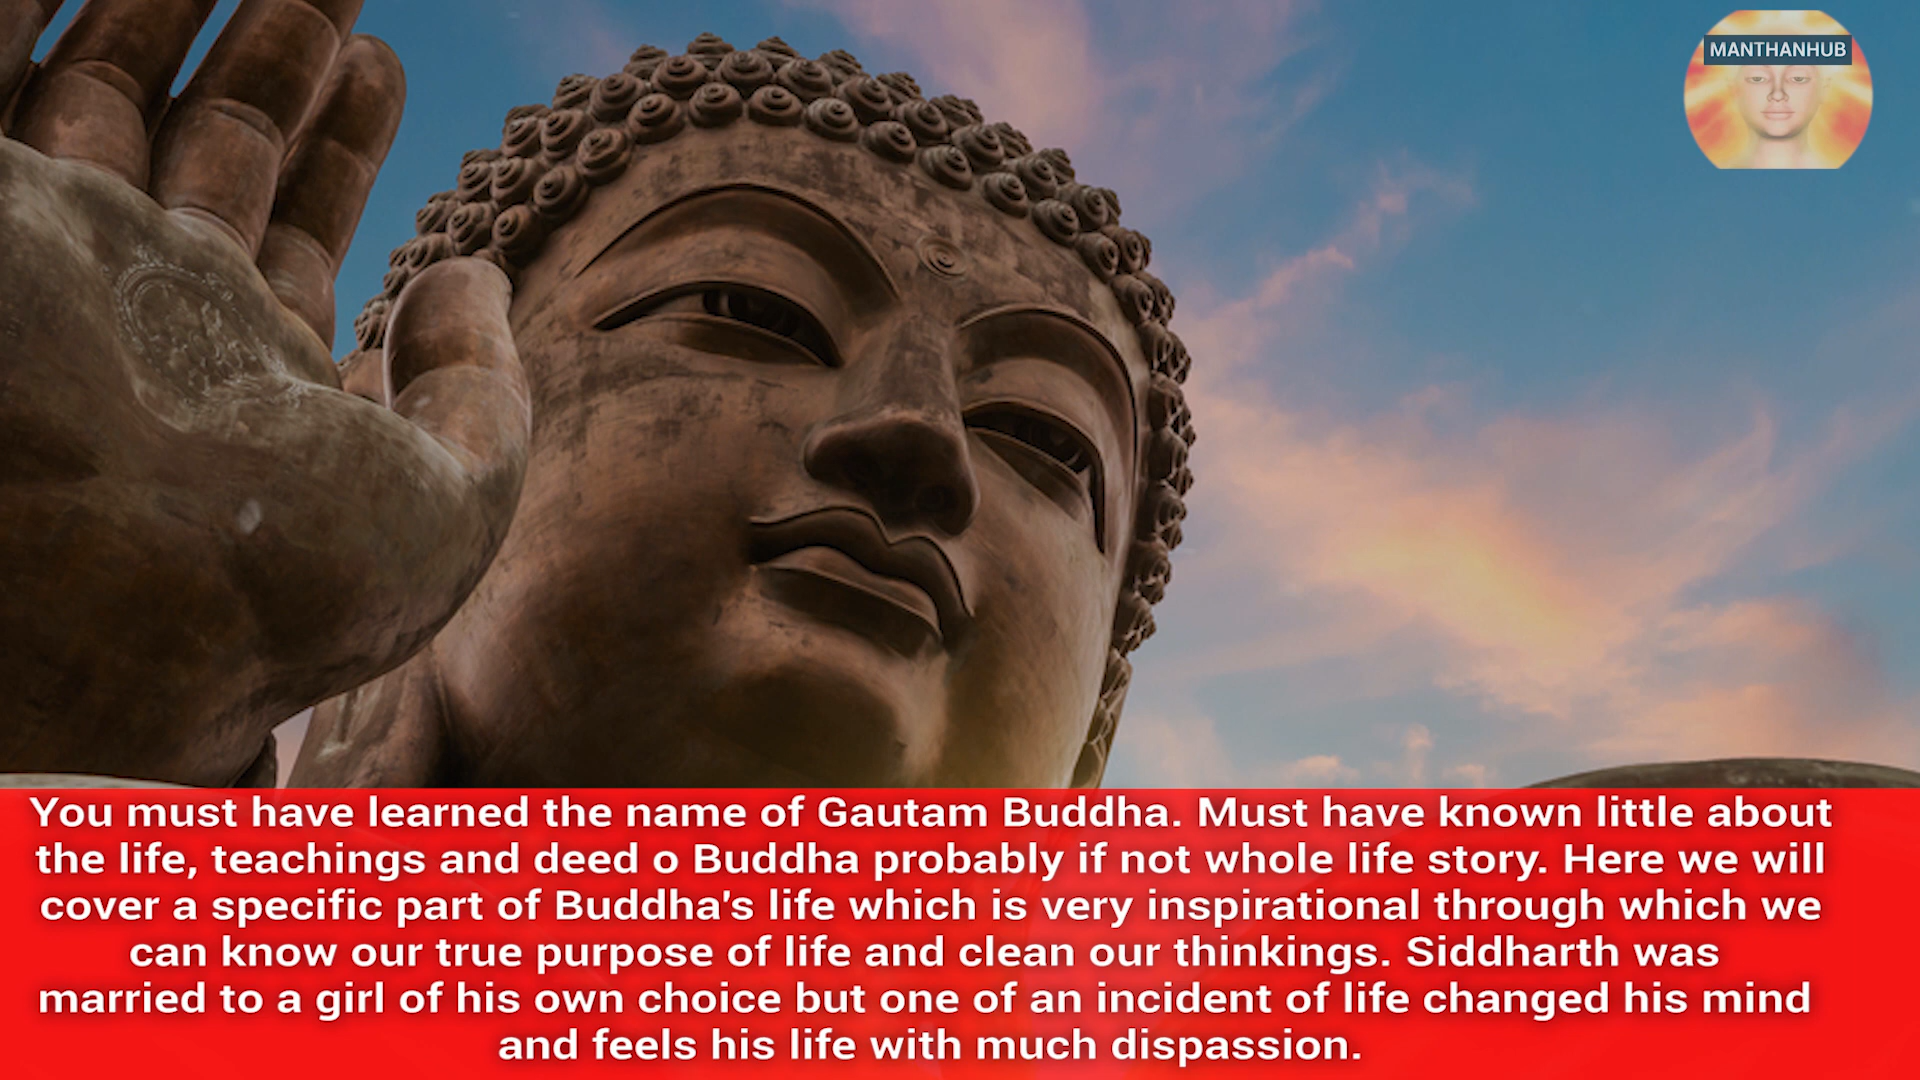 MANTHANHUB
You must have learned the name of Gautam Buddha. Must have known little about
the life, teachings and deed o Buddha probably if not whole life story. Here we will
cover a specific part of Buddha's life which is very inspirational through which we
can know our true purpose of life and clean our thinkings. Siddharth was
married to a girl of his own choice but one of an incident of life changed his mind
and feels his life with much dispassion.